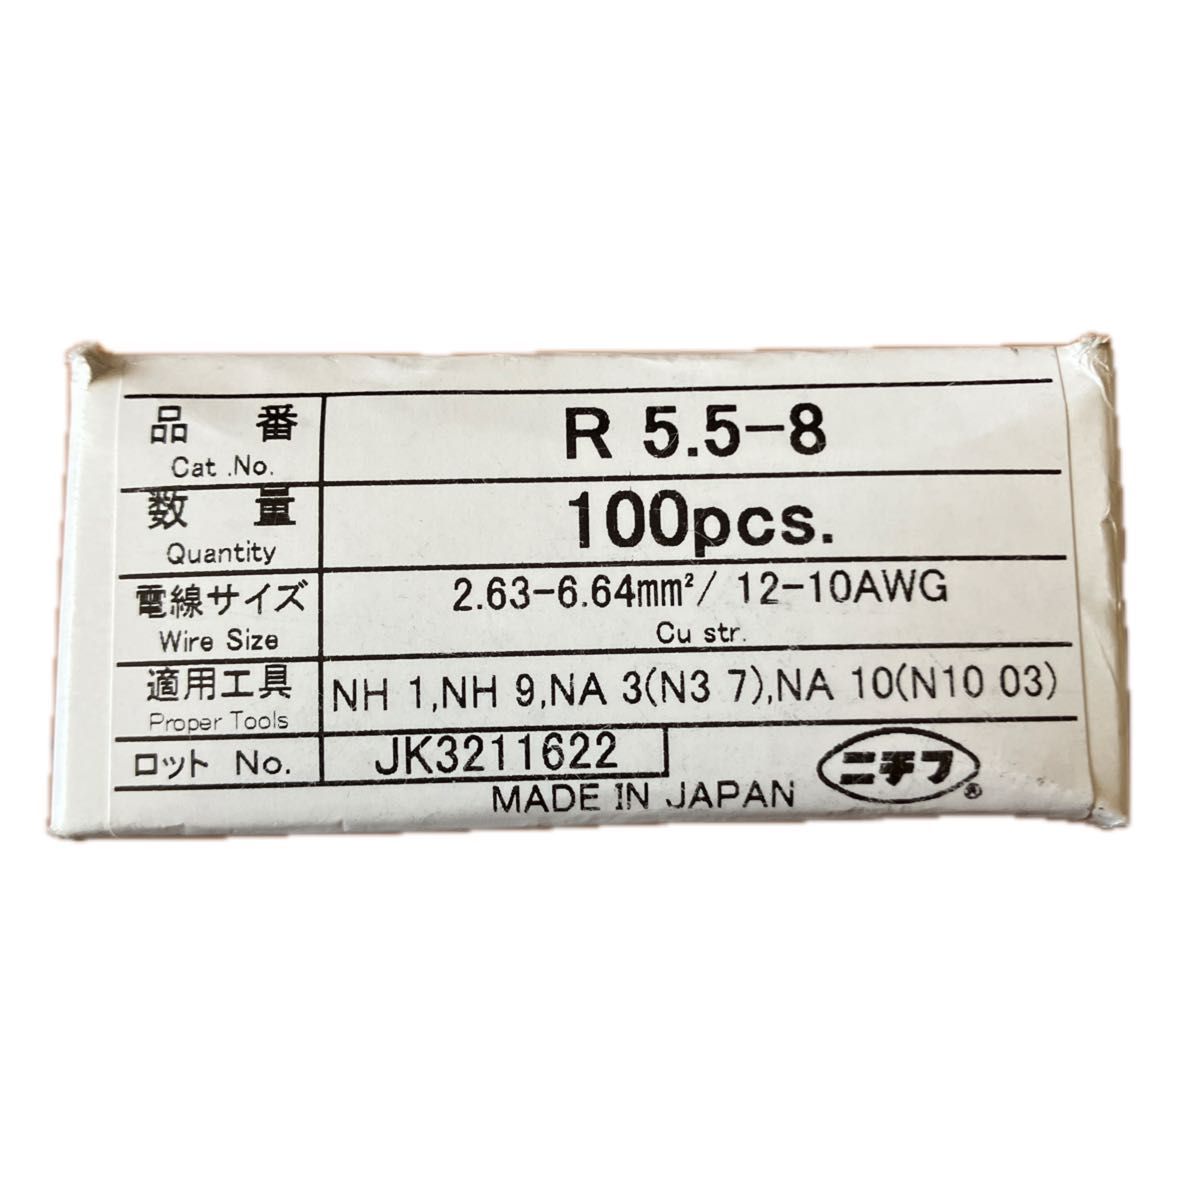 品番 R 5.5-8
Cat .No.
数量 100pcs.
Quantity
電線サイズ 2.63-6.64mm²/ 12-10AWG
Wire Size Cu str.
適用工具 NH 1,NH 9,NA 3(N3 7),NA 10(N10 03)
Proper Tools
ロット No. JK3211622
MADE IN JAPAN ニチフ®